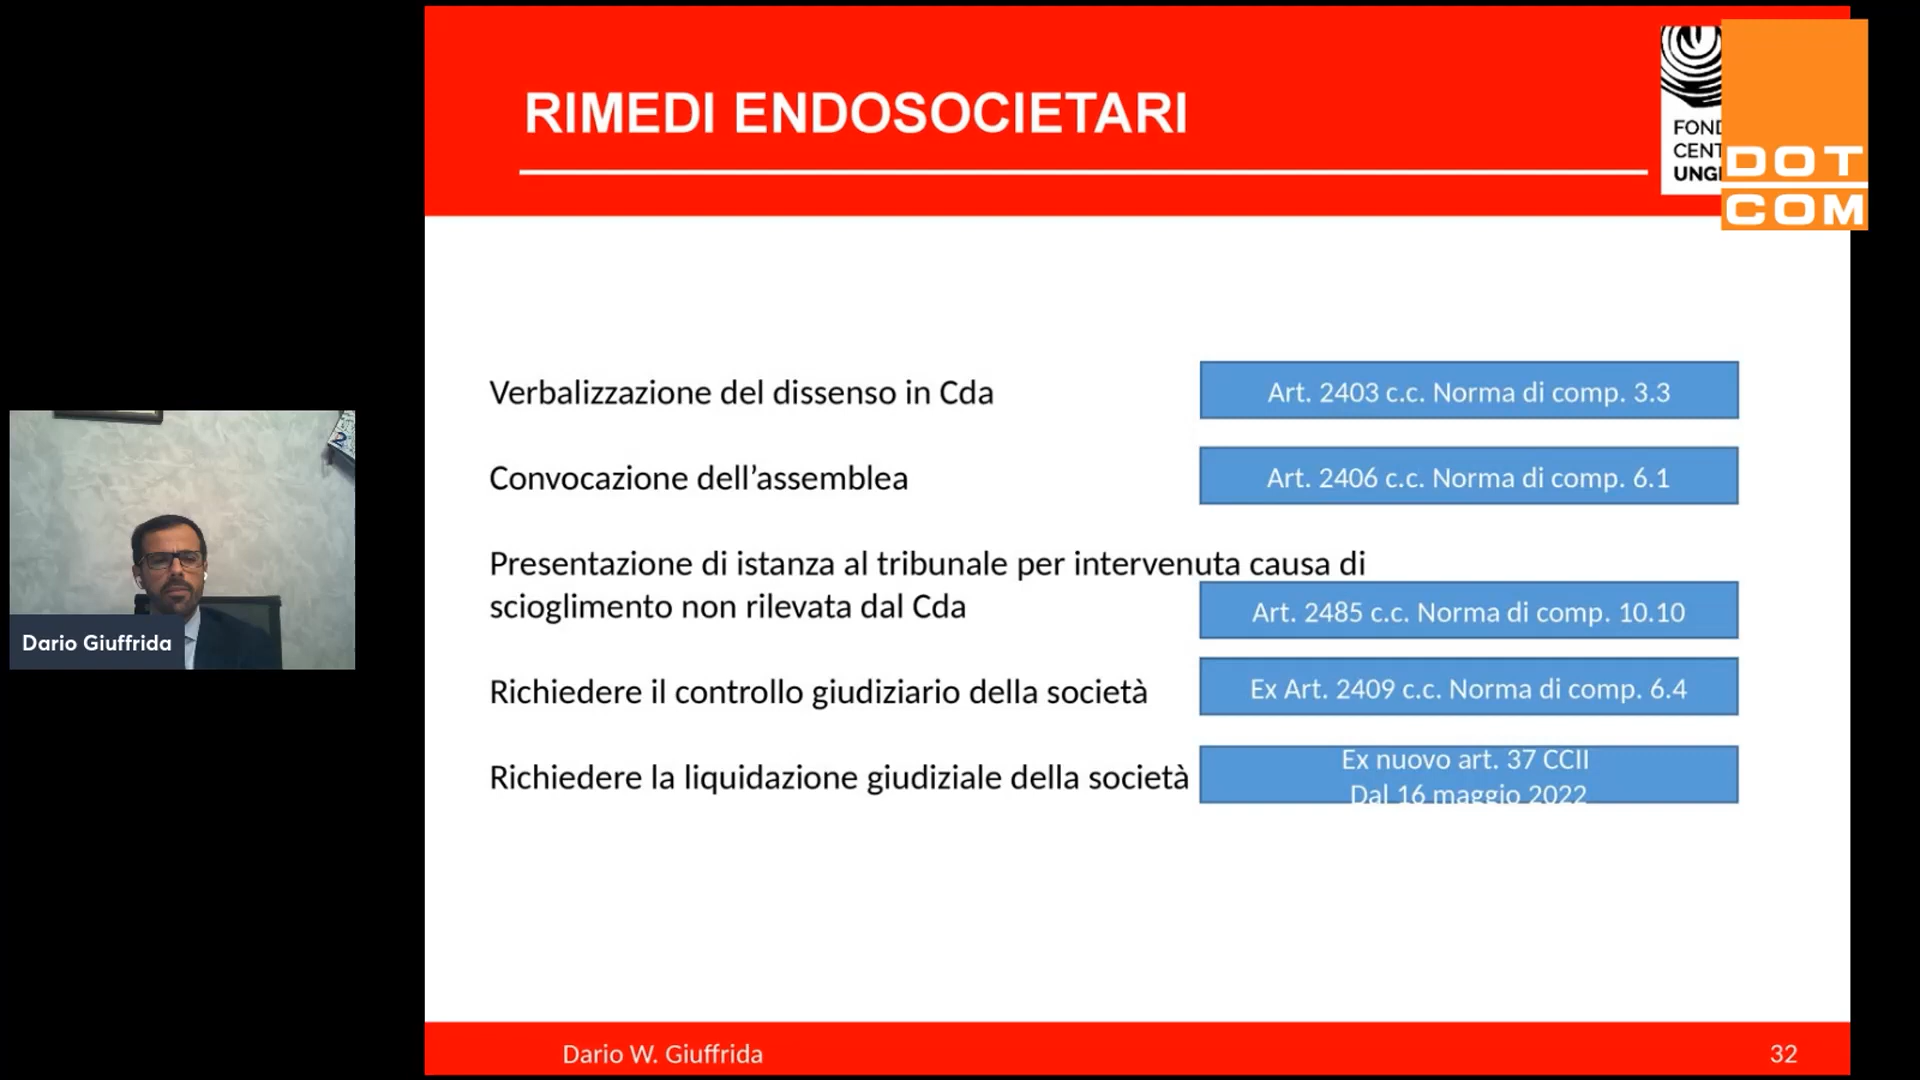 RIMEDI ENDOSOCIETARI
FOND
CENT
UNG
DOT
COM
Verbalizzazione del dissenso in Cda
Art. 2403 c.c. Norma di comp. 3.3
Convocazione dell’assemblea
Art. 2406 c.c. Norma di comp. 6.1
Presentazione di istanza al tribunale per intervenuta causa di
scioglimento non rilevata dal Cda
Art. 2485 c.c. Norma di comp. 10.10
Richiedere il controllo giudiziario della società
Ex Art. 2409 c.c. Norma di comp. 6.4
Richiedere la liquidazione giudiziale della società
Ex nuovo art. 37 CCII
Dal 16 maggio 2022
2
Dario Giuffrida
Dario W. Giuffrida
32